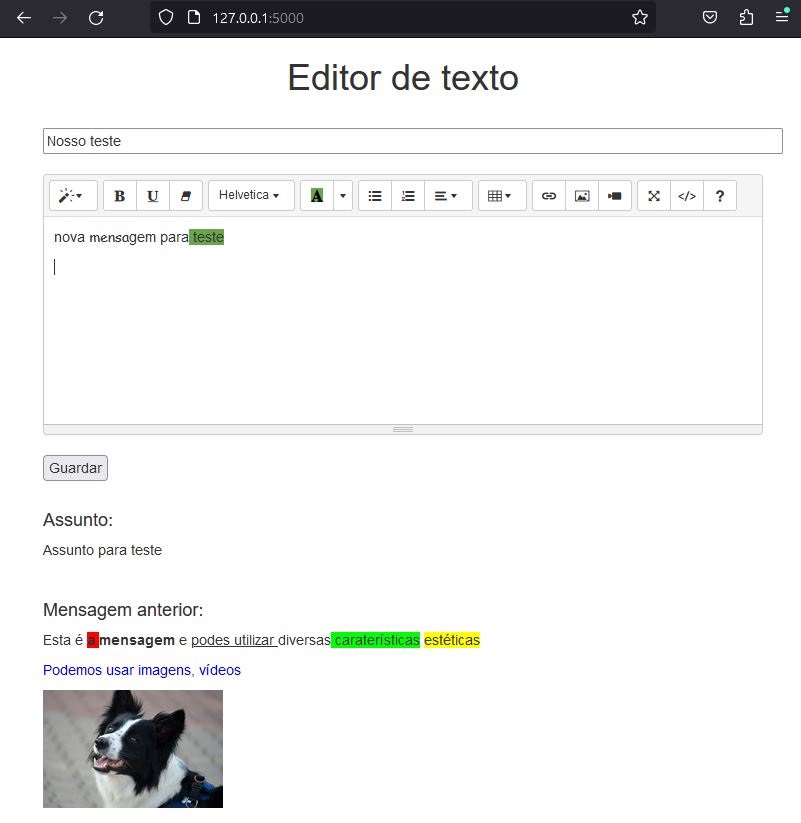 127.0.0.1:5000
Editor de texto
Nosso teste
B U Helvetica A </> ?
nova mensagem para teste
Guardar
Assunto:
Assunto para teste
Mensagem anterior:
Esta é a mensagem e podes utilizar diversas caraterísticas estéticas
Podemos usar imagens, vídeos